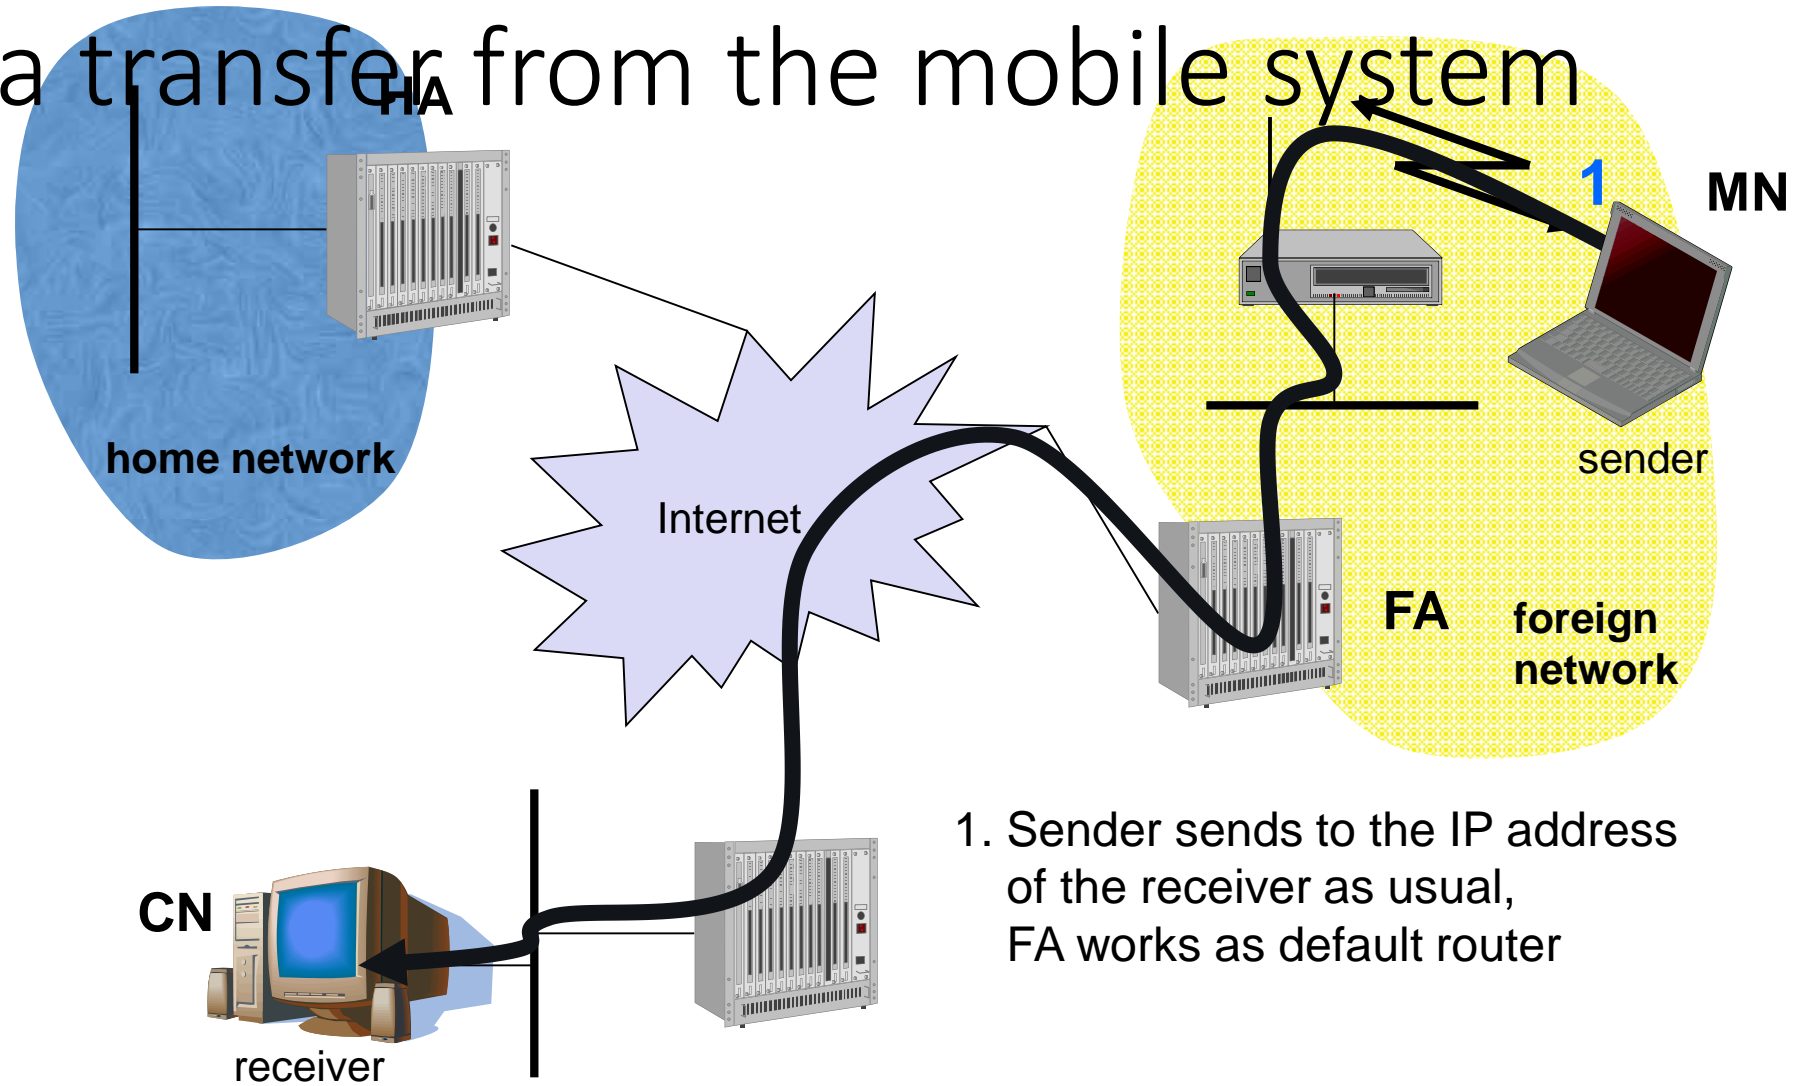 a transfer from the mobile system
HA
1
MN
home network
sender
Internet
FA
foreign
network
1. Sender sends to the IP address
of the receiver as usual,
FA works as default router
CN
receiver